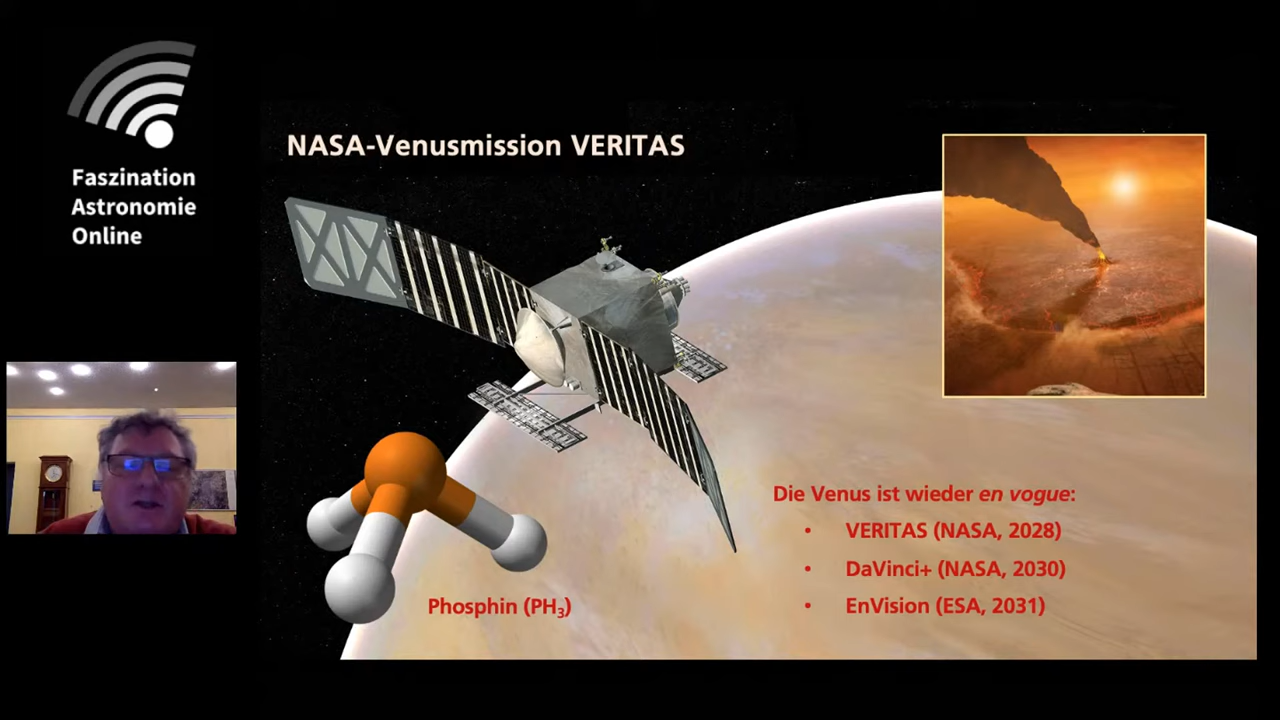 Faszination
Astronomie
Online
NASA-Venusmission VERITAS
Die Venus ist wieder en vogue:
• VERITAS (NASA, 2028)
• DaVinci+ (NASA, 2030)
• EnVision (ESA, 2031)
Phosphin (PH₃)